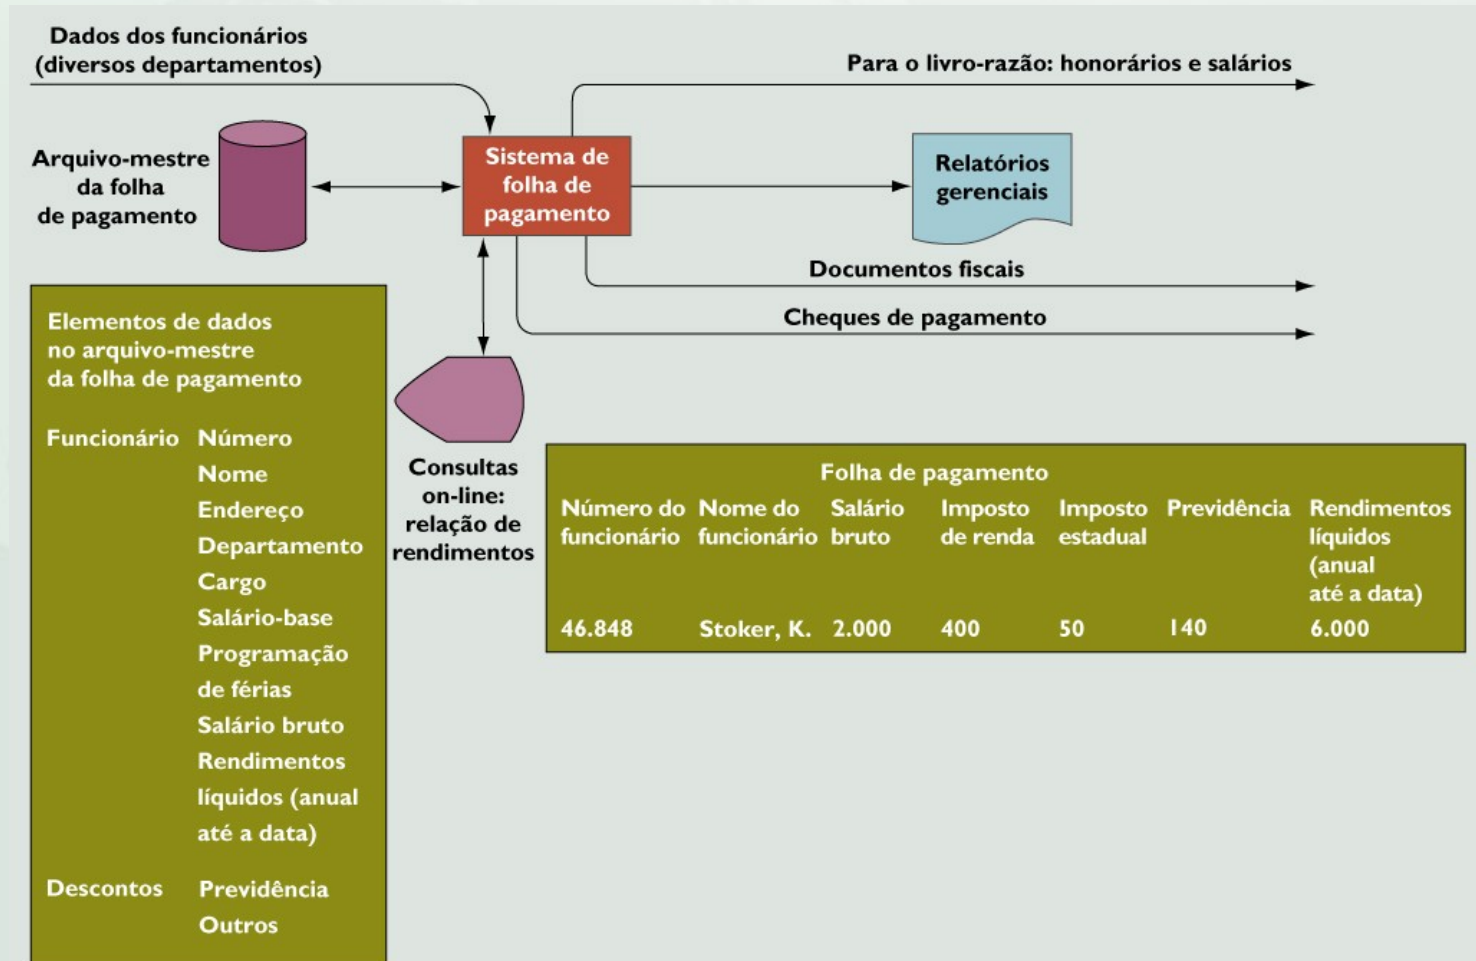 Dados dos funcionários
(diversos departamentos)
Para o livro-razão: honorários e salários
Arquivo-mestre
da folha
de pagamento
Sistema de
folha de
pagamento
Relatórios
gerenciais
Documentos fiscais
Cheques de pagamento
Elementos de dados
no arquivo-mestre
da folha de pagamento
Funcionário Número
Nome
Endereço
Departamento
Cargo
Salário-base
Programação
de férias
Salário bruto
Rendimentos
líquidos (anual
até a data)
Descontos Previdência
Outros
Consultas
on-line:
relação de
rendimentos
Folha de pagamento
Número do Nome do Salário Imposto Imposto Previdência Rendimentos
funcionário funcionário bruto de renda estadual líquidos
(anual
até a data)
46.848 Stoker, K. 2.000 400 50 140 6.000